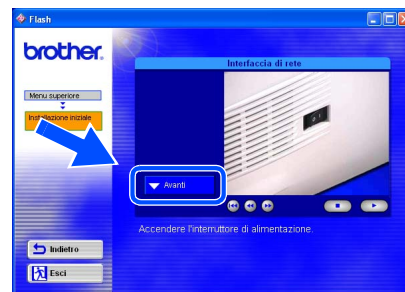 Flash
brother.
Interfaccia di rete
Menu superiore
Installazione iniziale
Avanti
Accendere l'interruttore di alimentazione.
Indietro
Esci